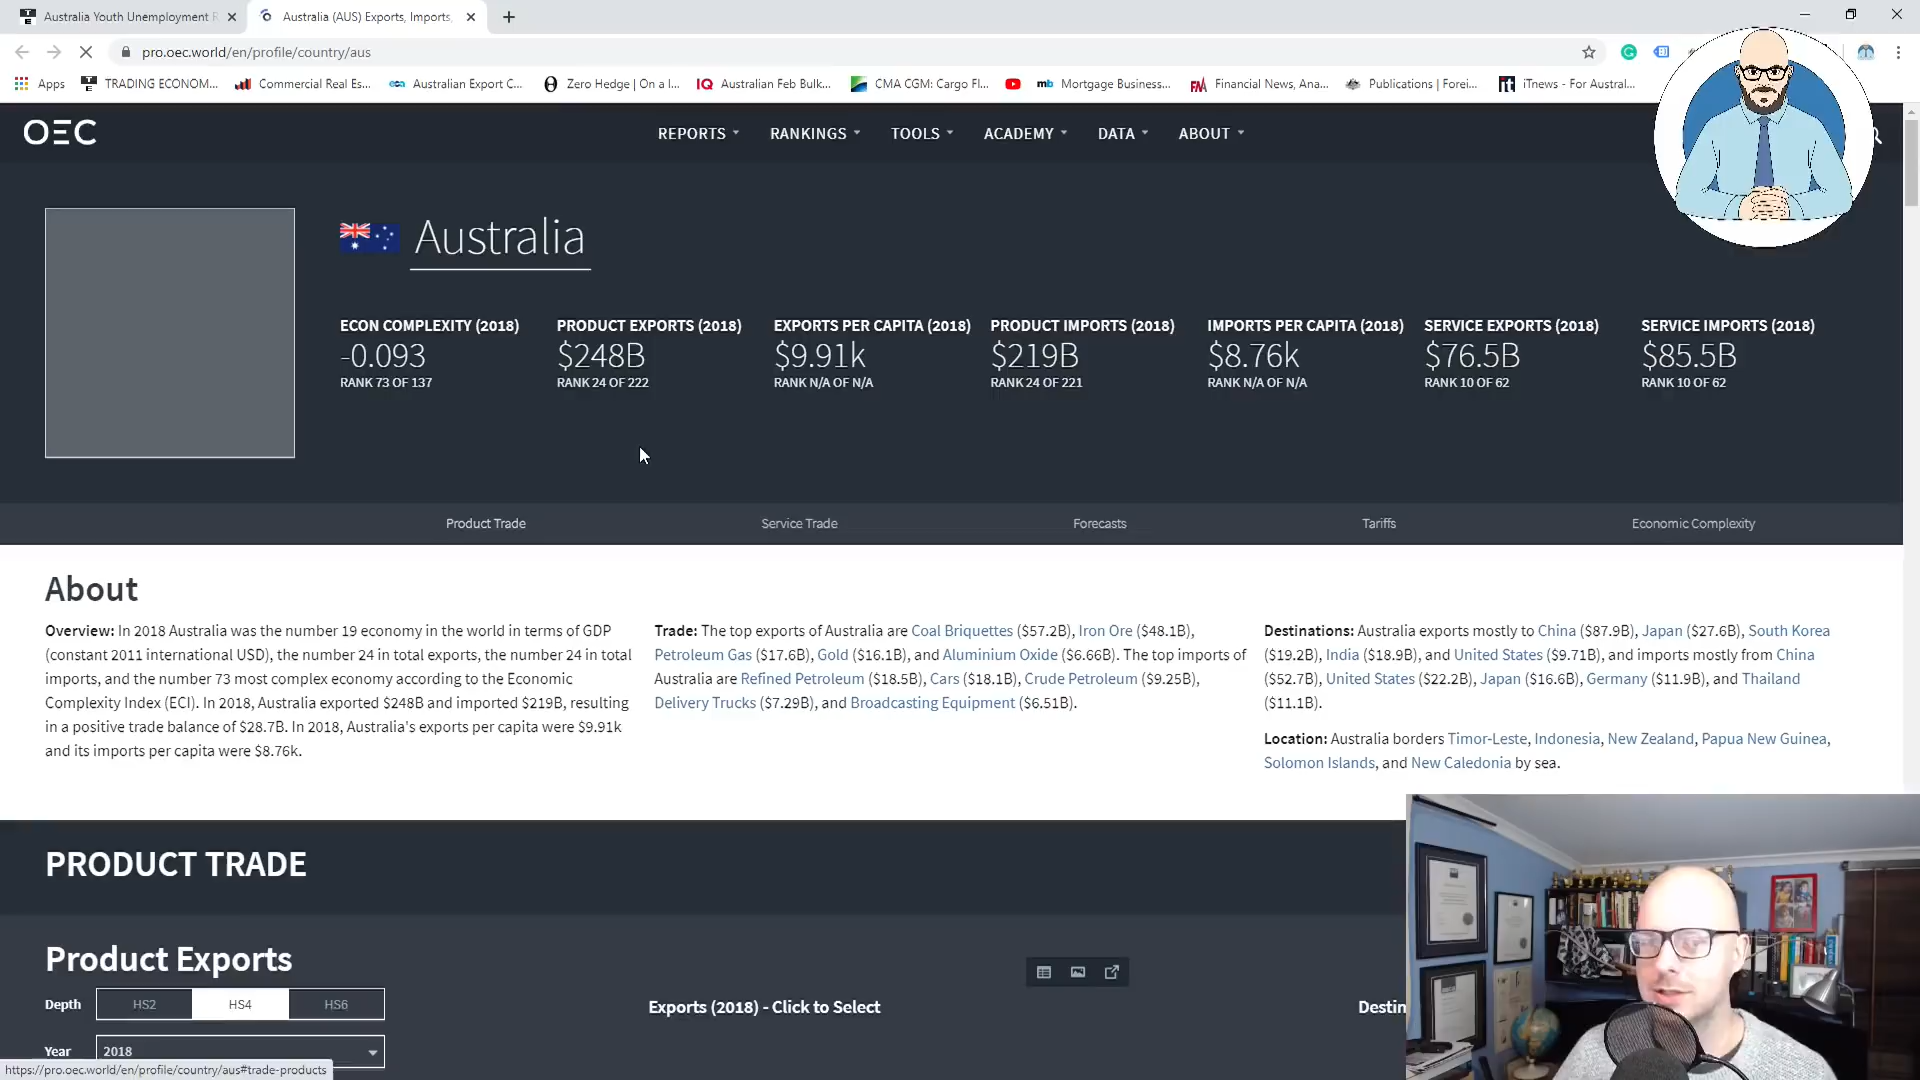 Australia Youth Unemployment R
Australia (AUS) Exports, Imports,
pro.oec.world/en/profile/country/aus
Apps
TRADING ECONOM...
Commercial Real Es...
Australian Export C...
Zero Hedge | On a l...
Australian Feb Bulk...
CMA CGM: Cargo Fl...
Mortgage Business...
Financial News, Ana...
Publications | Forei...
iTnews - For Austral...
OEC
REPORTS
RANKINGS
TOOLS
ACADEMY
DATA
ABOUT
Australia
ECON COMPLEXITY (2018)
-0.093
RANK 73 OF 137
PRODUCT EXPORTS (2018)
$248B
RANK 24 OF 222
EXPORTS PER CAPITA (2018)
$9.91k
RANK N/A OF N/A
PRODUCT IMPORTS (2018)
$219B
RANK 24 OF 221
IMPORTS PER CAPITA (2018)
$8.76k
RANK N/A OF N/A
SERVICE EXPORTS (2018)
$76.5B
RANK 10 OF 62
SERVICE IMPORTS (2018)
$85.5B
RANK 10 OF 62
Product Trade
Service Trade
Forecasts
Tariffs
Economic Complexity
About
Overview: In 2018 Australia was the number 19 economy in the world in terms of GDP
(constant 2011 international USD), the number 24 in total exports, the number 24 in total
imports, and the number 73 most complex economy according to the Economic
Complexity Index (ECI). In 2018, Australia exported $248B and imported $219B, resulting
in a positive trade balance of $28.7B. In 2018, Australia's exports per capita were $9.91k
and its imports per capita were $8.76k.
Trade: The top exports of Australia are Coal Briquettes ($57.2B), Iron Ore ($48.1B),
Petroleum Gas ($17.6B), Gold ($16.1B), and Aluminium Oxide ($6.66B). The top imports of
Australia are Refined Petroleum ($18.5B), Cars ($18.1B), Crude Petroleum ($9.25B),
Delivery Trucks ($7.29B), and Broadcasting Equipment ($6.51B).
Destinations: Australia exports mostly to China ($87.9B), Japan ($27.6B), South Korea
($19.2B), India ($18.9B), and United States ($9.71B), and imports mostly from China
($52.7B), United States ($22.2B), Japan ($16.6B), Germany ($11.9B), and Thailand
($11.1B).
Location: Australia borders Timor-Leste, Indonesia, New Zealand, Papua New Guinea,
Solomon Islands, and New Caledonia by sea.
PRODUCT TRADE
Product Exports
Depth
HS2
HS4
HS6
Exports (2018) - Click to Select
Destin
Year
2018
https://pro.oec.world/en/profile/country/aus#trade-products